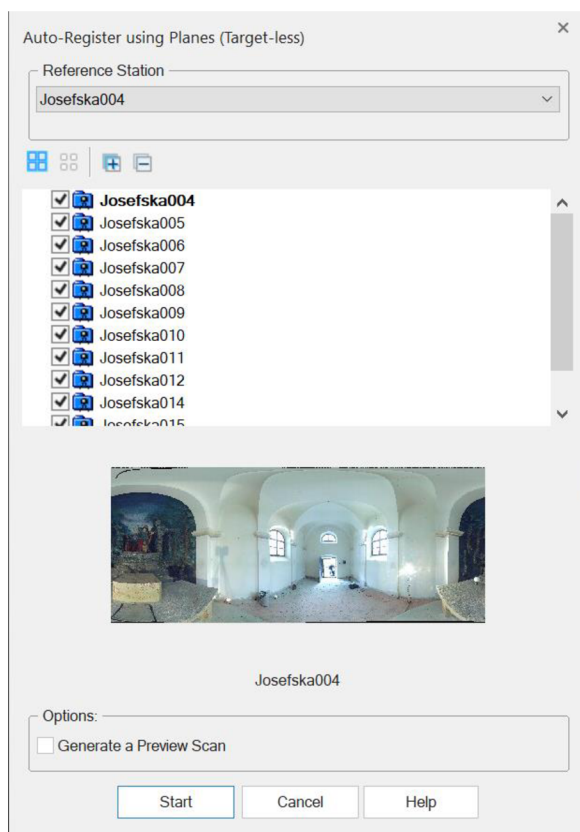 Auto-Register using Planes (Target-less)
Reference Station
Josefska004
Josefska004
Josefska005
Josefska006
Josefska007
Josefska008
Josefska009
Josefska010
Josefska011
Josefska012
Josefska014
Josefska015
Josefska004
Options:
Generate a Preview Scan
Start Cancel Help